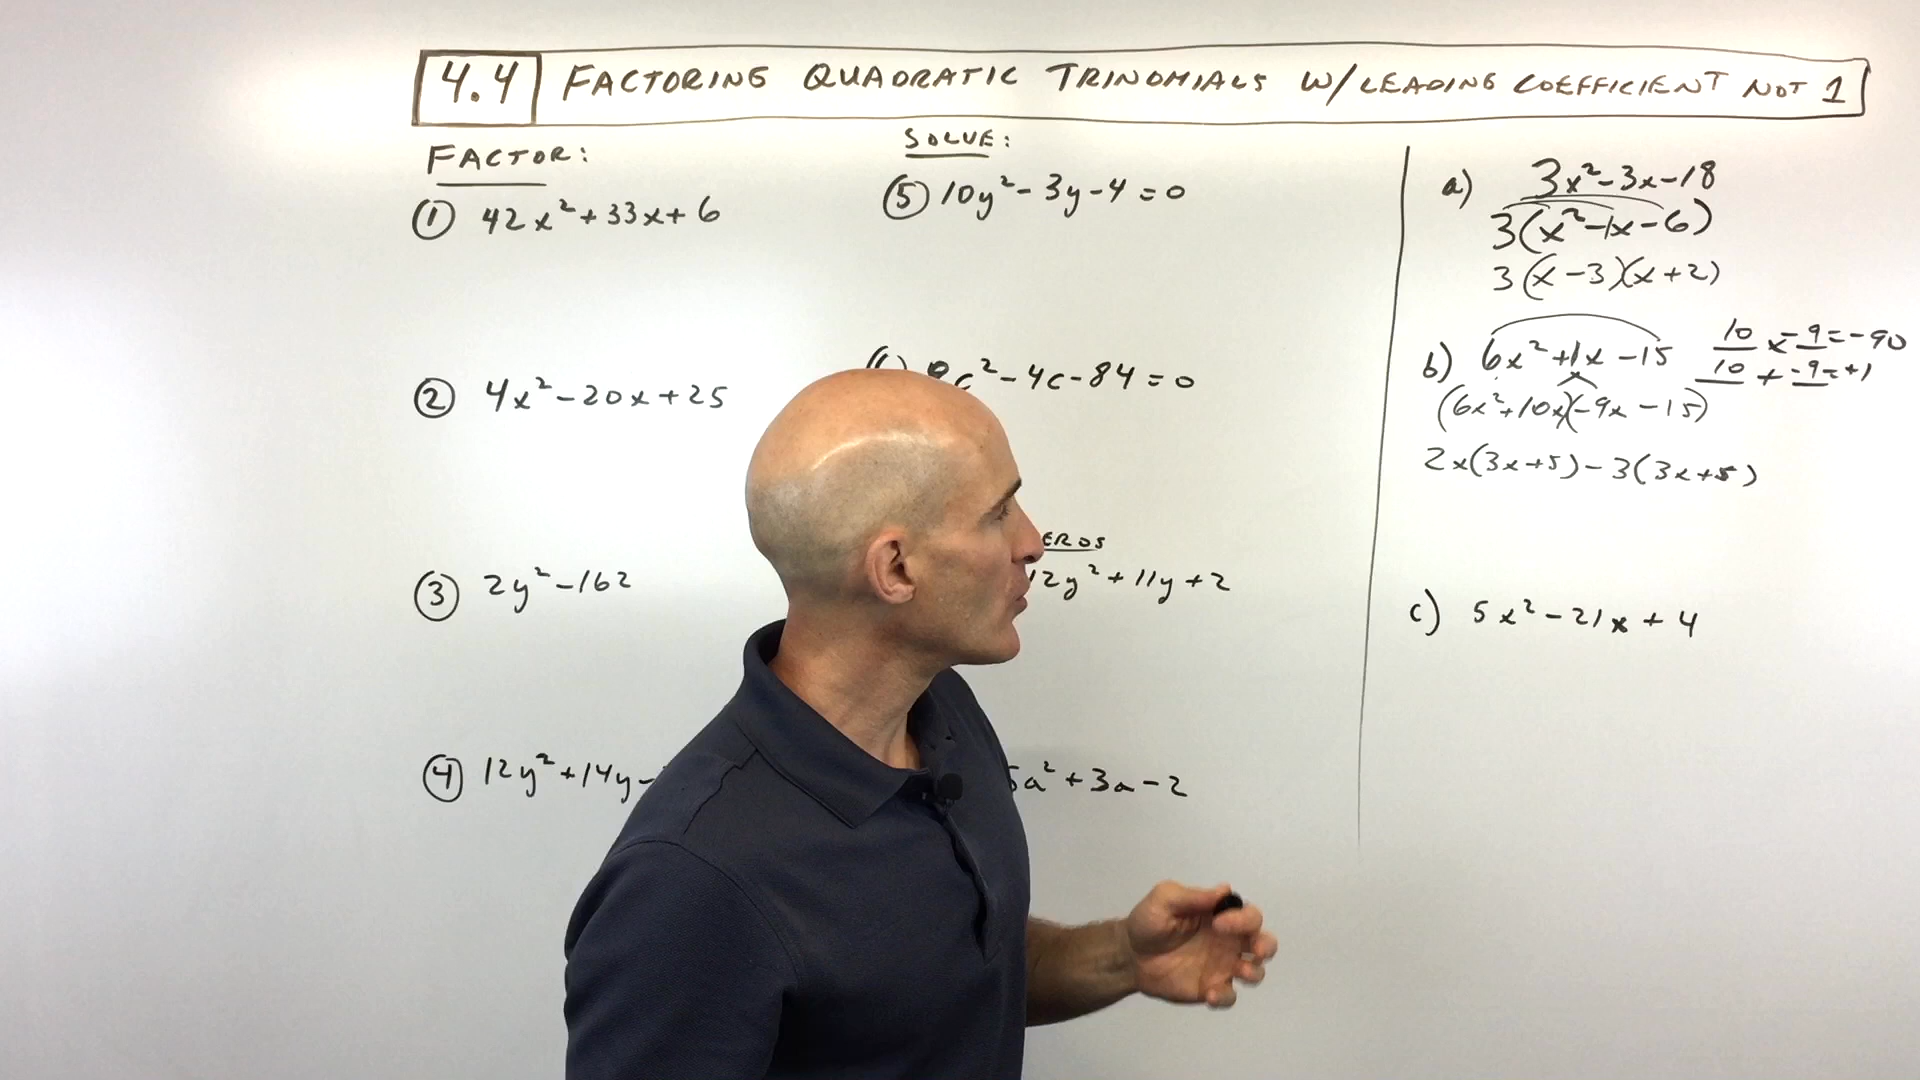 4.4 FACTORING QUADRATIC TRINOMIALS W/LEADING COEFFICIENT NOT 1
FACTOR:
① 42x²+33x+6
② 4x²-20x+25
③ 2y²-162
④ 12y²+14y-
SOLVE:
⑤ 10y²-3y-4=0
c²-4c-84=0
EROS
12y²+11y+2
5a²+3a-2
a) 3x²-3x-18
3(x²-1x-6)
3(x-3)(x+2)
b) 6x²+1x-15
10 x -9=-90
10 + -9=+1
(6x²+10x)(-9x-15)
2x(3x+5)-3(3x+5)
c) 5x²-21x+4